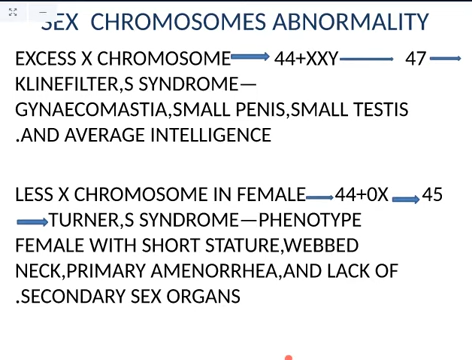 SEX CHROMOSOMES ABNORMALITY
EXCESS X CHROMOSOME 44+XXY 47
KLINEFILTER,S SYNDROME—
GYNAECOMASTIA,SMALL PENIS,SMALL TESTIS
.AND AVERAGE INTELLIGENCE
LESS X CHROMOSOME IN FEMALE 44+0X 45
TURNER,S SYNDROME—PHENOTYPE
FEMALE WITH SHORT STATURE,WEBBED
NECK,PRIMARY AMENORRHEA,AND LACK OF
.SECONDARY SEX ORGANS